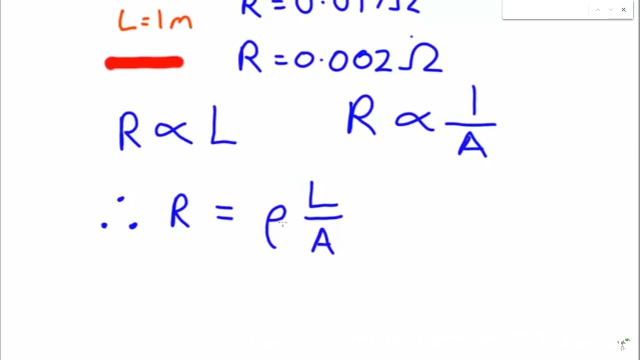 L=1m
R=0.002Ω
R ∝ L R ∝ 1/A
∴ R = ρ L/A